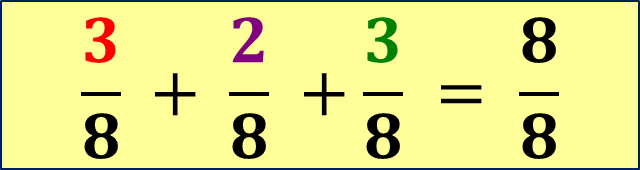 3/8 + 2/8 + 3/8 = 8/8